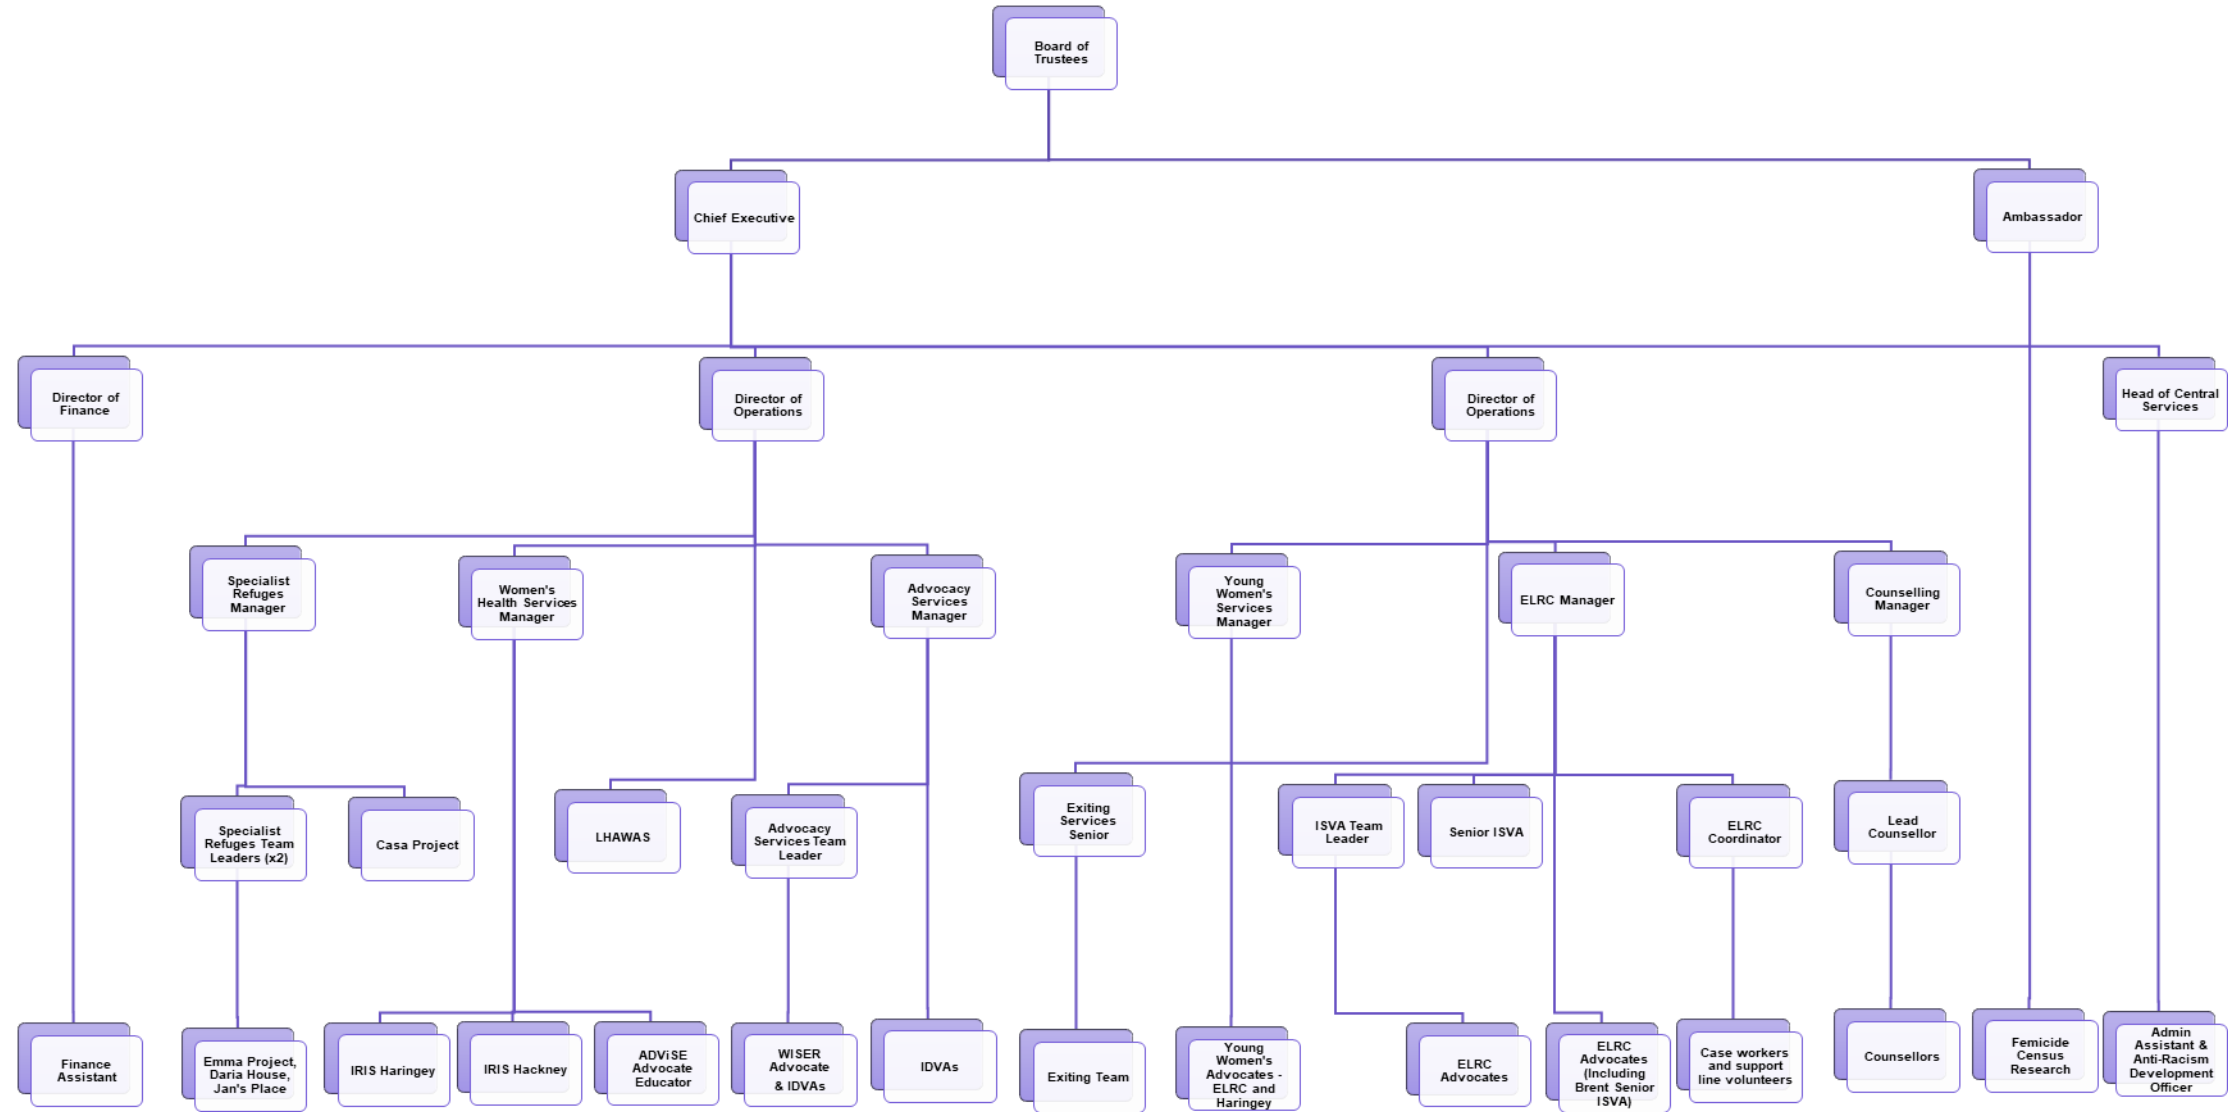 Board of
Trustees
Chief Executive
Ambassador
Director of
Finance
Director of
Operations
Director of
Operations
Head of Central
Services
Specialist
Refuges
Manager
Women's
Health Services
Manager
Advocacy
Services
Manager
Young
Women's
Services
Manager
ELRC Manager
Counselling
Manager
Specialist
Refuges Team
Leaders (x2)
Casa Project
LHAWAS
Advocacy
Services Team
Leader
Exiting
Services
Senior
ISVA Team
Leader
Senior ISVA
ELRC
Coordinator
Lead
Counsellor
Finance
Assistant
Emma Project,
Daria House,
Jan's Place
IRIS Haringey
IRIS Hackney
ADViSE
Advocate
Educator
WISER
Advocate
& IDVAs
IDVAs
Exiting Team
Young
Women's
Advocates -
ELRC and
Haringey
ELRC
Advocates
ELRC
Advocates
(Including
Brent Senior
ISVA)
Case workers
and support
line volunteers
Counsellors
Femicide
Census
Research
Admin
Assistant &
Anti-Racism
Development
Officer